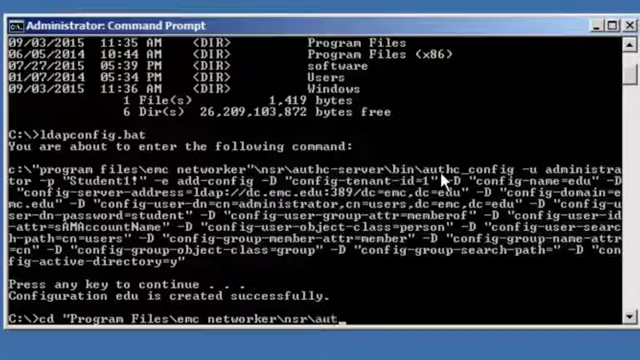 Administrator: Command Prompt
09/03/2015 11:35 AM <DIR> Program Files
06/05/2014 10:44 AM <DIR> Program Files (x86)
07/27/2015 05:39 PM <DIR> software
01/07/2014 05:34 PM <DIR> Users
09/03/2015 11:36 AM <DIR> Windows
1 File(s) 1,419 bytes
6 Dir(s) 26,209,103,872 bytes free
C:\>ldapconfig.bat
You are about to enter the following command:
c:\"program files\emc networker"\nsr\authc-server\bin\authc_config -u administra
tor -p "Student1!" -e add-config -D "config-tenant-id=1" -D "config-name=edu" -D
"config-server-address=ldap://dc.emc.edu:389/dc=emc,dc=edu" -D "config-domain=e
mc.edu" -D "config-user-dn=cn=administrator,cn=users,dc=emc,dc=edu" -D "config-u
ser-dn-password=student" -D "config-user-group-attr=memberof" -D "config-user-id
-attr=sAMAccountName" -D "config-user-object-class=person" -D "config-user-searc
h-path=cn=users" -D "config-group-member-attr=member" -D "config-group-name-attr
=cn" -D "config-group-object-class=group" -D "config-group-search-path=" -D "con
fig-active-directory=y"
Press any key to continue . . .
Configuration edu is created successfully.
C:\>cd "Program Files\emc networker\nsr\aut_